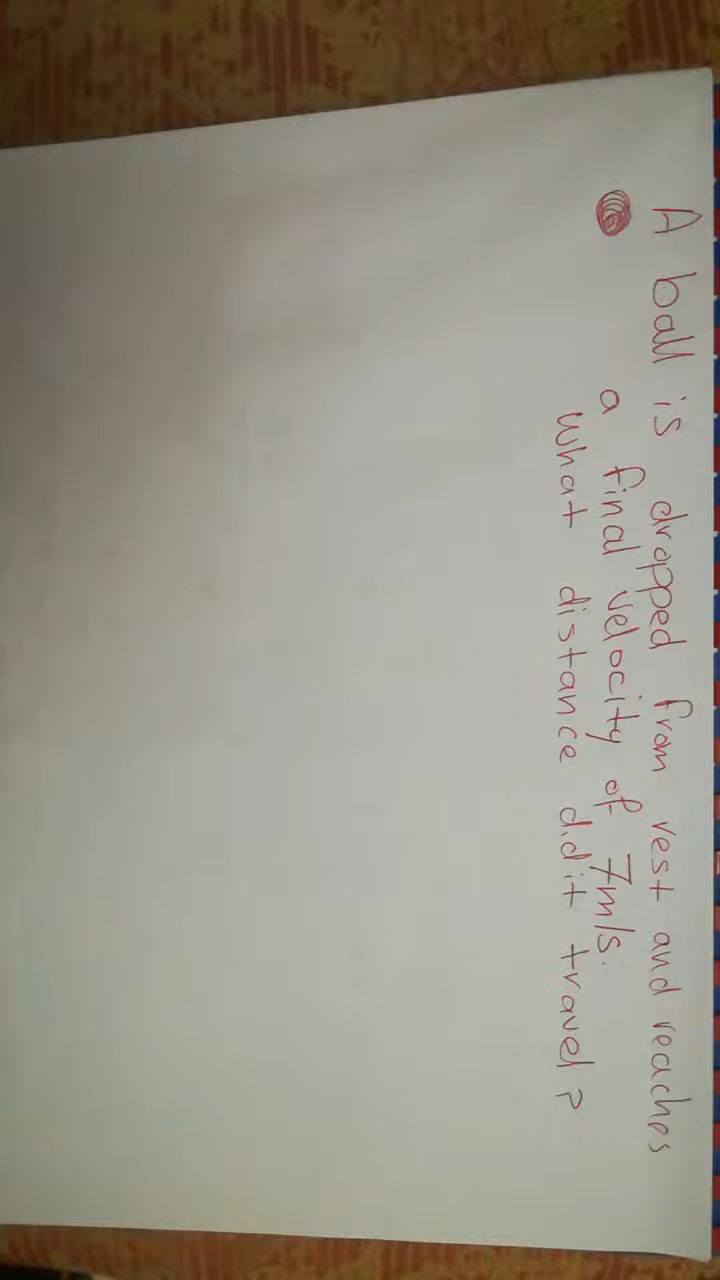 A ball is dropped from rest and reaches
a final velocity of 7m/s.
What distance did it travel?